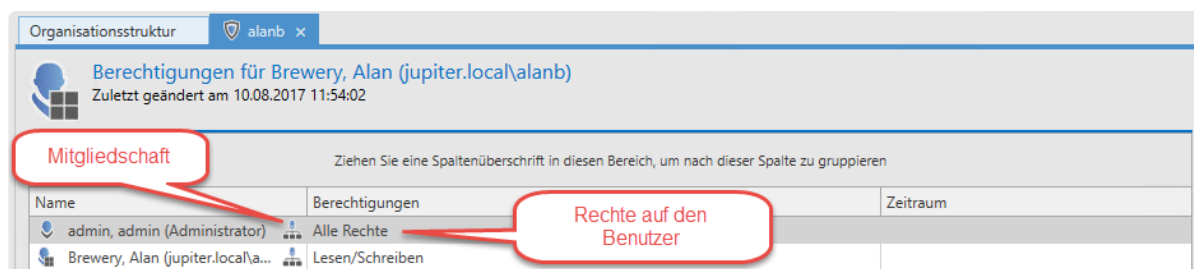 Organisationsstruktur
alanb
Berechtigungen für Brewery, Alan (jupiter.local\alanb)
Zuletzt geändert am 10.08.2017 11:54:02
Mitgliedschaft
Ziehen Sie eine Spaltenüberschrift in diesen Bereich, um nach dieser Spalte zu gruppieren
Name Berechtigungen Zeitraum
Rechte auf den
Benutzer
admin, admin (Administrator) Alle Rechte
Brewery, Alan (jupiter.local\a... Lesen/Schreiben